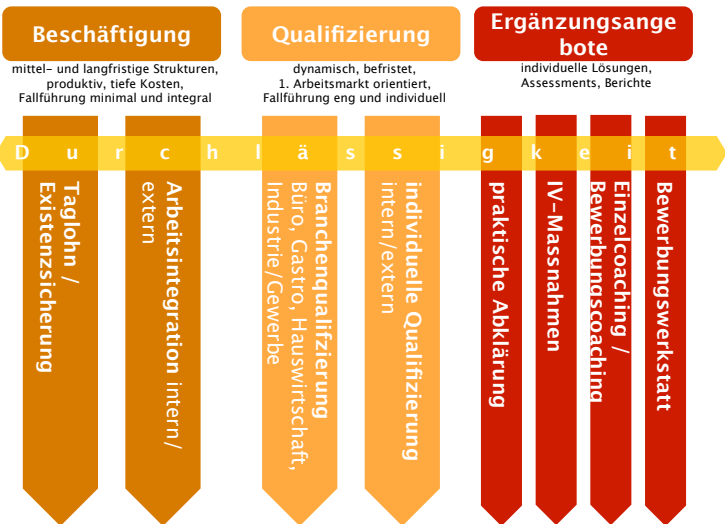 Beschäftigung
mittel- und langfristige Strukturen,
produktiv, tiefe Kosten,
Fallführung minimal und integral
Qualifizierung
dynamisch, befristet,
1. Arbeitsmarkt orientiert,
Fallführung eng und individuell
Ergänzungsange
bote
individuelle Lösungen,
Assessments, Berichte
D u r c h l ä s s i g k e i t
Taglohn /
Existenzsicherung
Arbeitsintegration intern/
extern
Branchenqualifzierung
Büro, Gastro, Hauswirtschaft,
Industrie/Gewerbe
individuelle Qualifizierung
intern/extern
praktische Abklärung
IV-Massnahmen
Einzelcoaching /
Bewerbungscoaching
Bewerbungswerkstatt